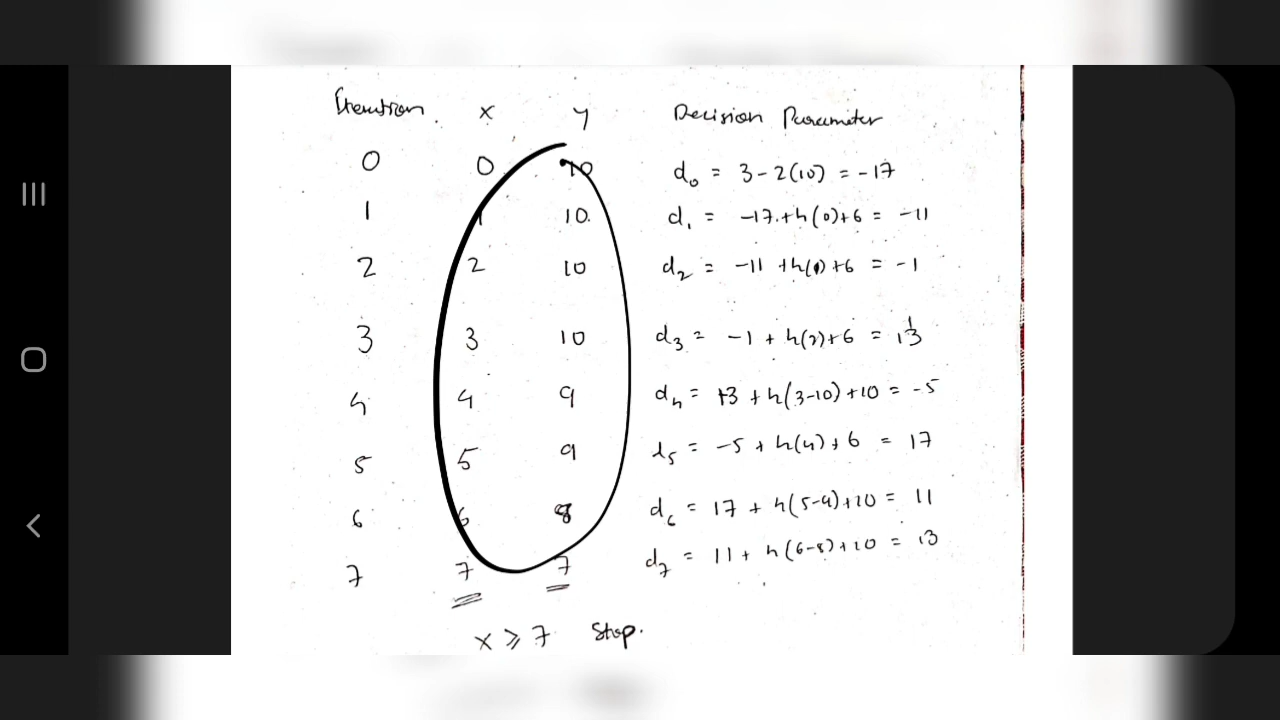 Iteration. x y Decision Parameter
0 0 10 d₀ = 3-2(10) = -17
1 1 10. d₁ = -17+4(0)+6 = -11
2 2 10 d₂ = -11 +4(1)+6 = -1
3 3 10 d₃ = -1 + 4(2)+6 = 13
4 4 9 d₄ = 13 + 4(3-10)+10 = -5
5 5 9 d₅ = -5 + 4(4)+6 = 17
6 6 8 d₆ = 17 + 4(5-9)+10 = 11
7 7 7 d₇ = 11 + 4(6-8)+10 = 13
x ≥ 7 Stop.